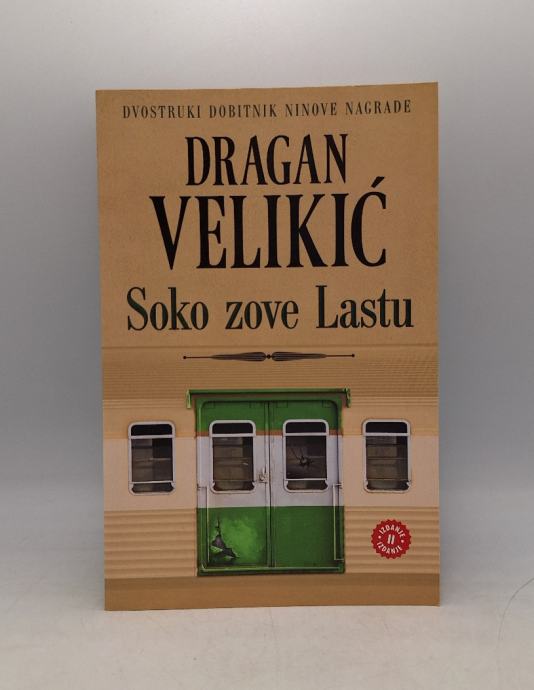 DVOSTRUKI DOBITNIK NINOVE NAGRADE
DRAGAN
VELIKIĆ
Soko zove Lastu
IZDANJE
II
IZDANJE